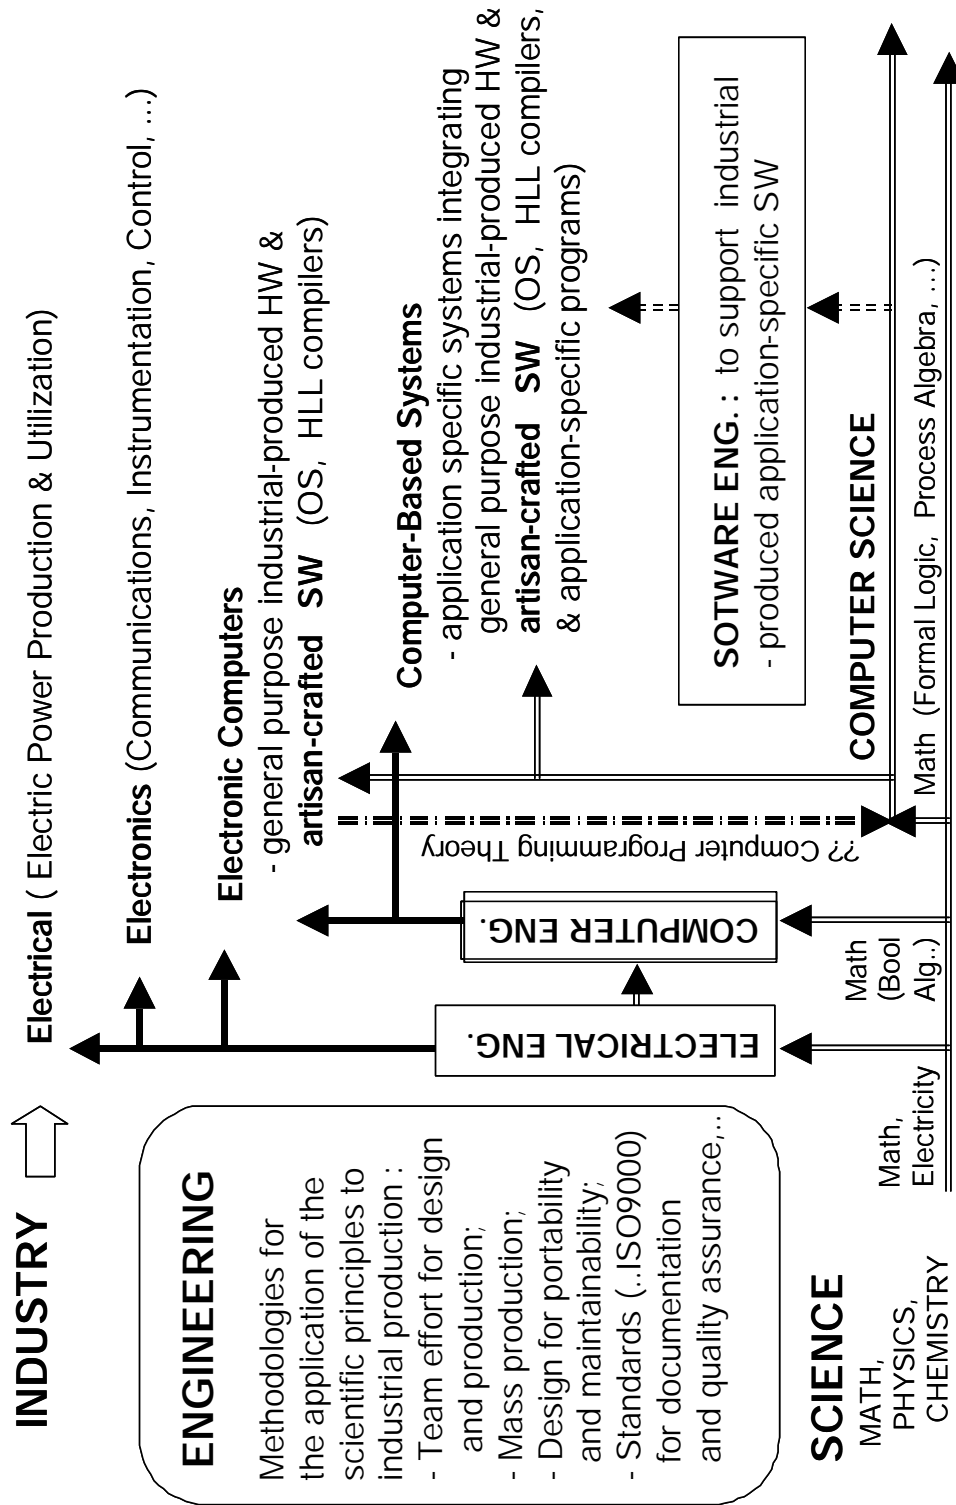 INDUSTRY
Electrical ( Electric Power Production & Utilization)
Electronics (Communications, Instrumentation, Control, ...)
Electronic Computers
- general purpose industrial-produced HW &
artisan-crafted SW (OS, HLL compilers)
Computer-Based Systems
- application specific systems integrating
general purpose industrial-produced HW &
artisan-crafted SW (OS, HLL compilers,
& application-specific programs)
ENGINEERING
Methodologies for
the application of the
scientific principles to
industrial production :
- Team effort for design
and production;
- Mass production;
- Design for portability
and maintainability;
- Standards (..ISO9000)
for documentation
and quality assurance,..
ELECTRICAL ENG.
COMPUTER ENG.
?? Computer Programming Theory
SOTWARE ENG. : to support industrial
- produced application-specific SW
COMPUTER SCIENCE
SCIENCE
MATH,
PHYSICS,
CHEMISTRY
Math,
Electricity
Math
(Bool
Alg..)
Math (Formal Logic, Process Algebra, ...)